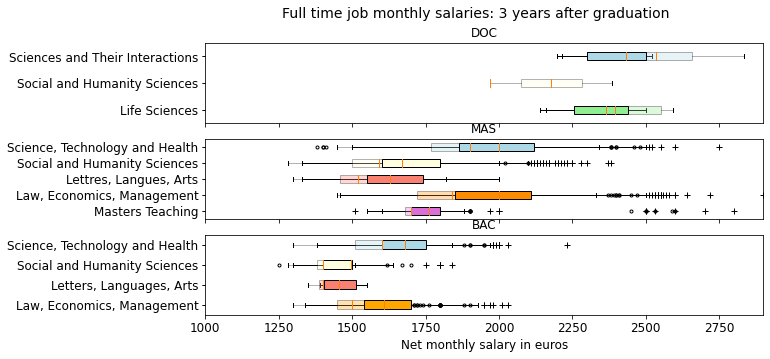 Full time job monthly salaries: 3 years after graduation
DOC
Sciences and Their Interactions
Social and Humanity Sciences
Life Sciences
MAS
Science, Technology and Health
Social and Humanity Sciences
Lettres, Langues, Arts
Law, Economics, Management
Masters Teaching
BAC
Science, Technology and Health
Social and Humanity Sciences
Letters, Languages, Arts
Law, Economics, Management
1000 1250 1500 1750 2000 2250 2500 2750
Net monthly salary in euros